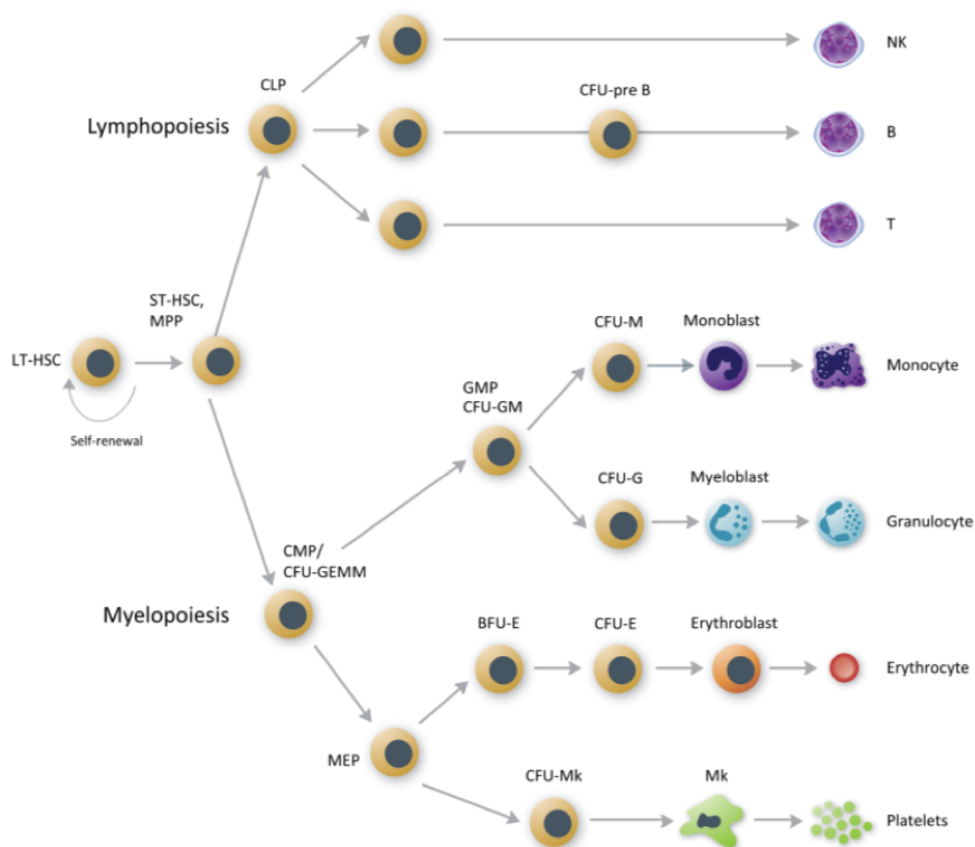 NK
CLP
CFU-pre B
Lymphopoiesis
B
T
ST-HSC,
MPP
LT-HSC
Self-renewal
CFU-M
Monoblast
Monocyte
GMP
CFU-GM
CFU-G
Myeloblast
Granulocyte
CMP/
CFU-GEMM
Myelopoiesis
BFU-E
CFU-E
Erythroblast
Erythrocyte
MEP
CFU-Mk
Mk
Platelets